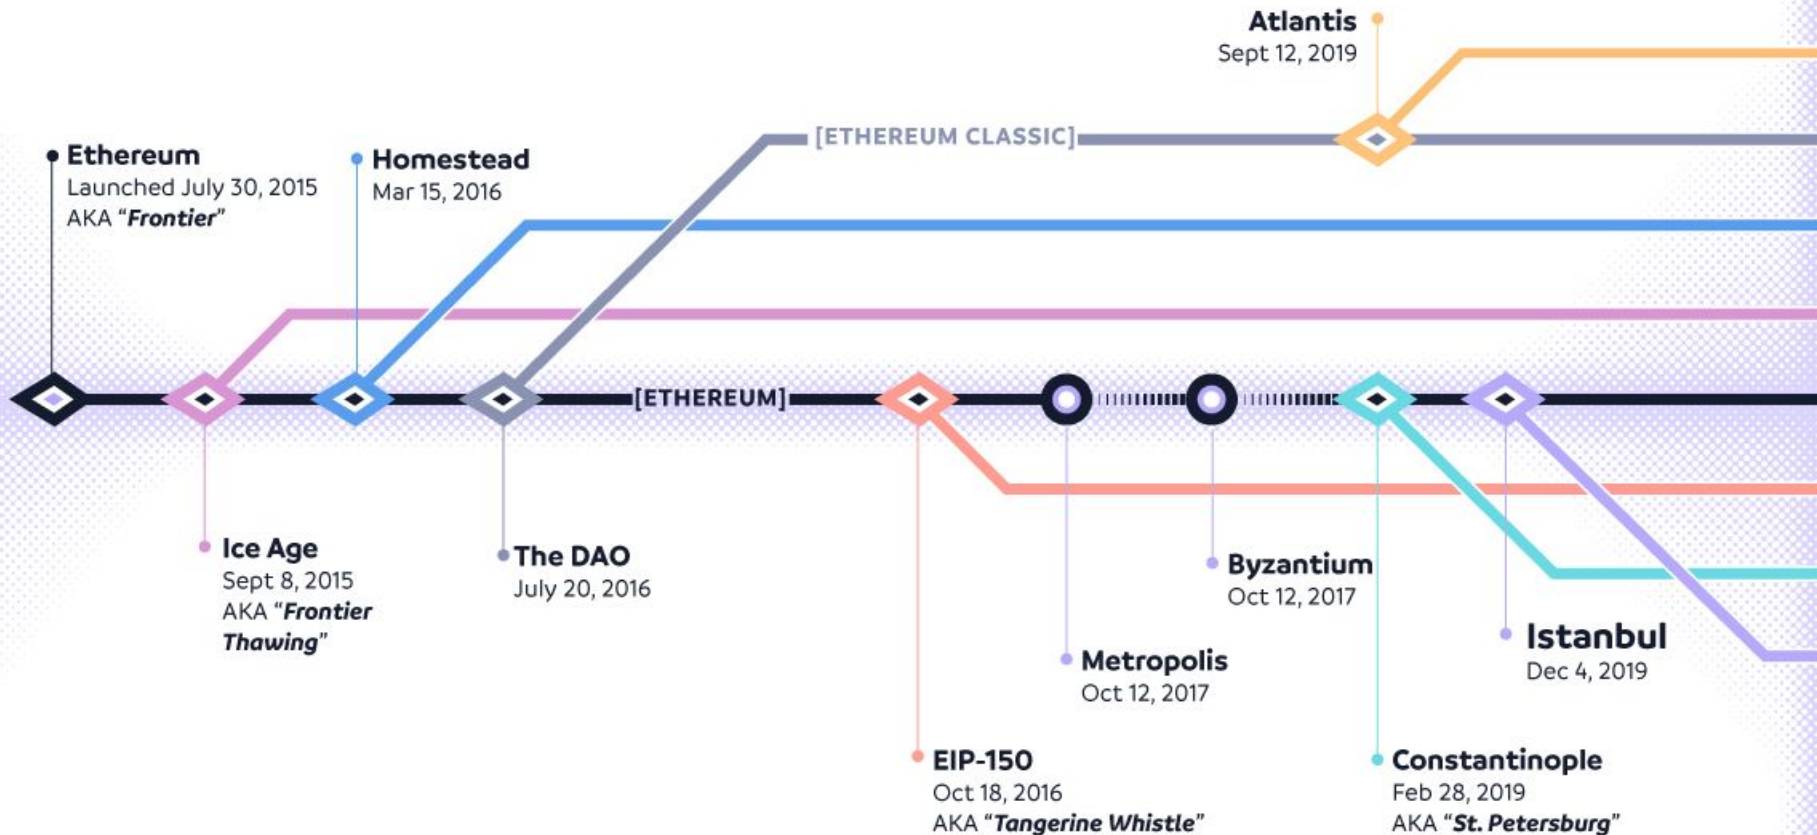 Atlantis
Sept 12, 2019
[ETHEREUM CLASSIC]
Ethereum
Launched July 30, 2015
AKA “Frontier”
Homestead
Mar 15, 2016
[ETHEREUM]
Ice Age
Sept 8, 2015
AKA “Frontier
Thawing”
The DAO
July 20, 2016
Byzantium
Oct 12, 2017
Metropolis
Oct 12, 2017
Istanbul
Dec 4, 2019
EIP-150
Oct 18, 2016
AKA “Tangerine Whistle”
Constantinople
Feb 28, 2019
AKA “St. Petersburg”